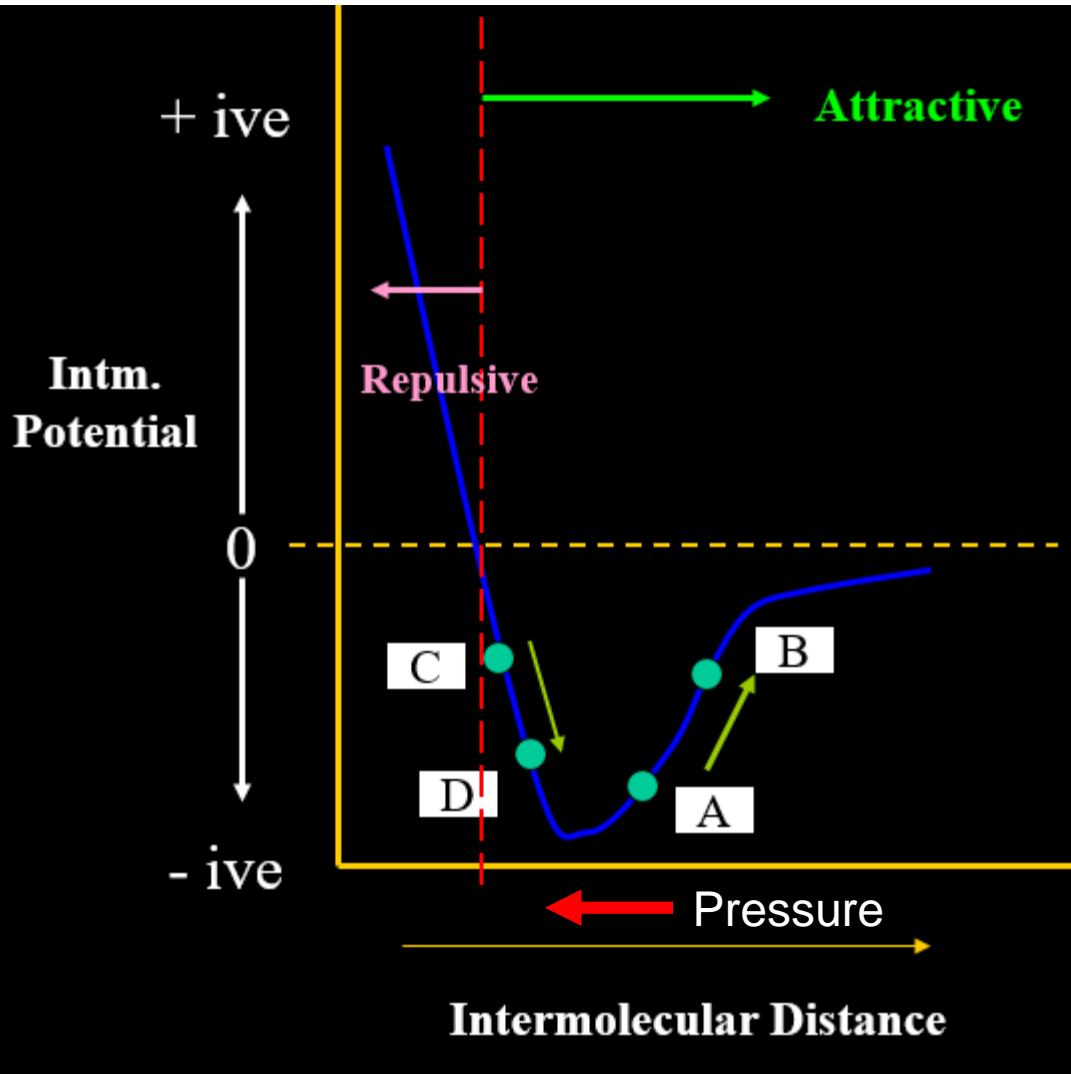 + ive
Attractive
Repulsive
Intm.
Potential
0
C
B
D
A
- ive
Pressure
Intermolecular Distance